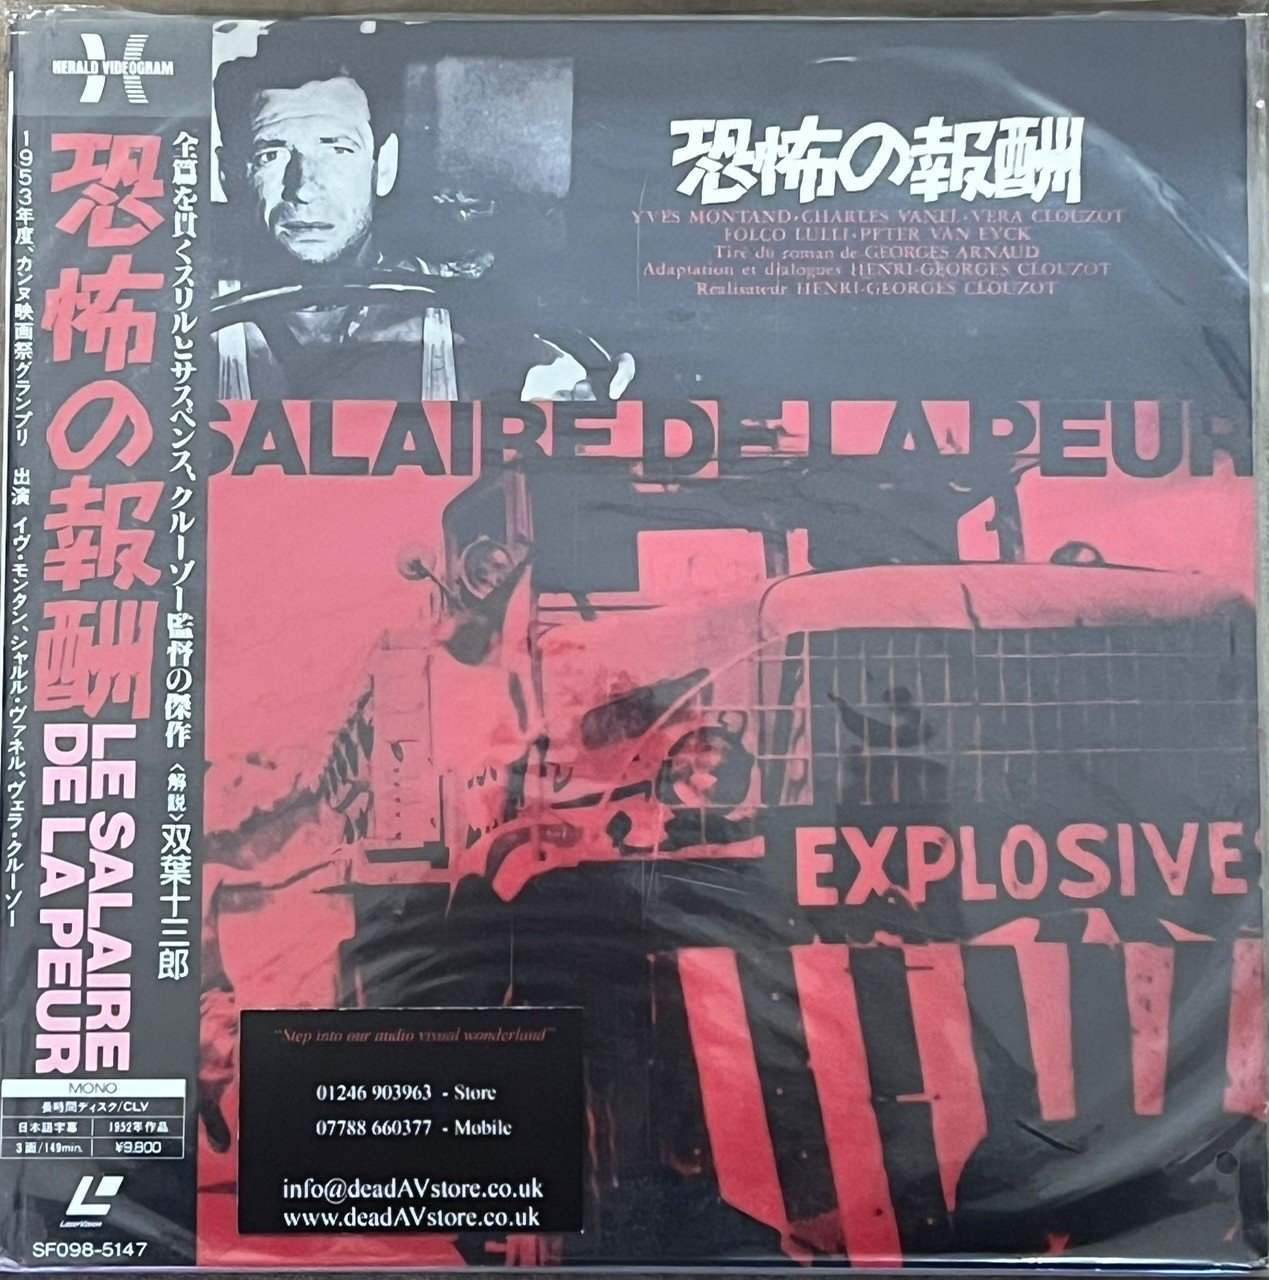 HERALD VIDEOGRAM
恐怖の報酬
LE SALAIRE
DE LA PEUR
全篇を貫くスリルとサスペンス、クルーゾー監督の傑作〈解説〉双葉十三郎
1953年度、カンヌ映画祭グランプリ 出演 イヴ・モンタン、シャルル・ヴァネル、ヴェラ・クルーゾー
MONO
長時間ディスク/CLV
日本語字幕 1952年作品
3面/149min. ¥9,800
LaserVision
SF098-5147
恐怖の報酬
YVES MONTAND・CHARLES VANEL・VERA CLOUZOT
FOLCO LULLI・PETER VAN EYCK
Tiré du roman de GEORGES ARNAUD
Adaptation et dialogues HENRI-GEORGES CLOUZOT
Réalisateur HENRI-GEORGES CLOUZOT
SALAIRE DE LA PEUR
EXPLOSIVES
"Step into our audio visual wonderland"
01246 903963 - Store
07788 660377 - Mobile
info@deadAVstore.co.uk
www.deadAVstore.co.uk